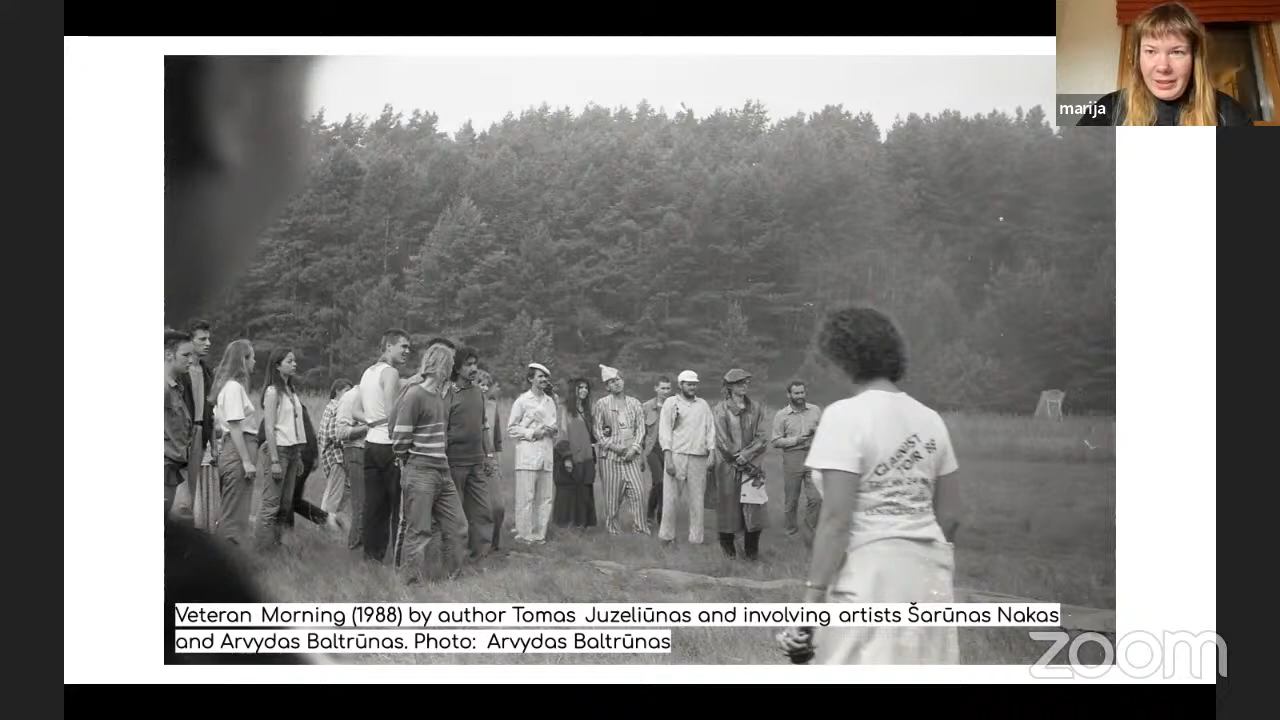 marija
Veteran Morning (1988) by author Tomas Juzeliūnas and involving artists Šarūnas Nakas
and Arvydas Baltrūnas. Photo: Arvydas Baltrūnas
zoom